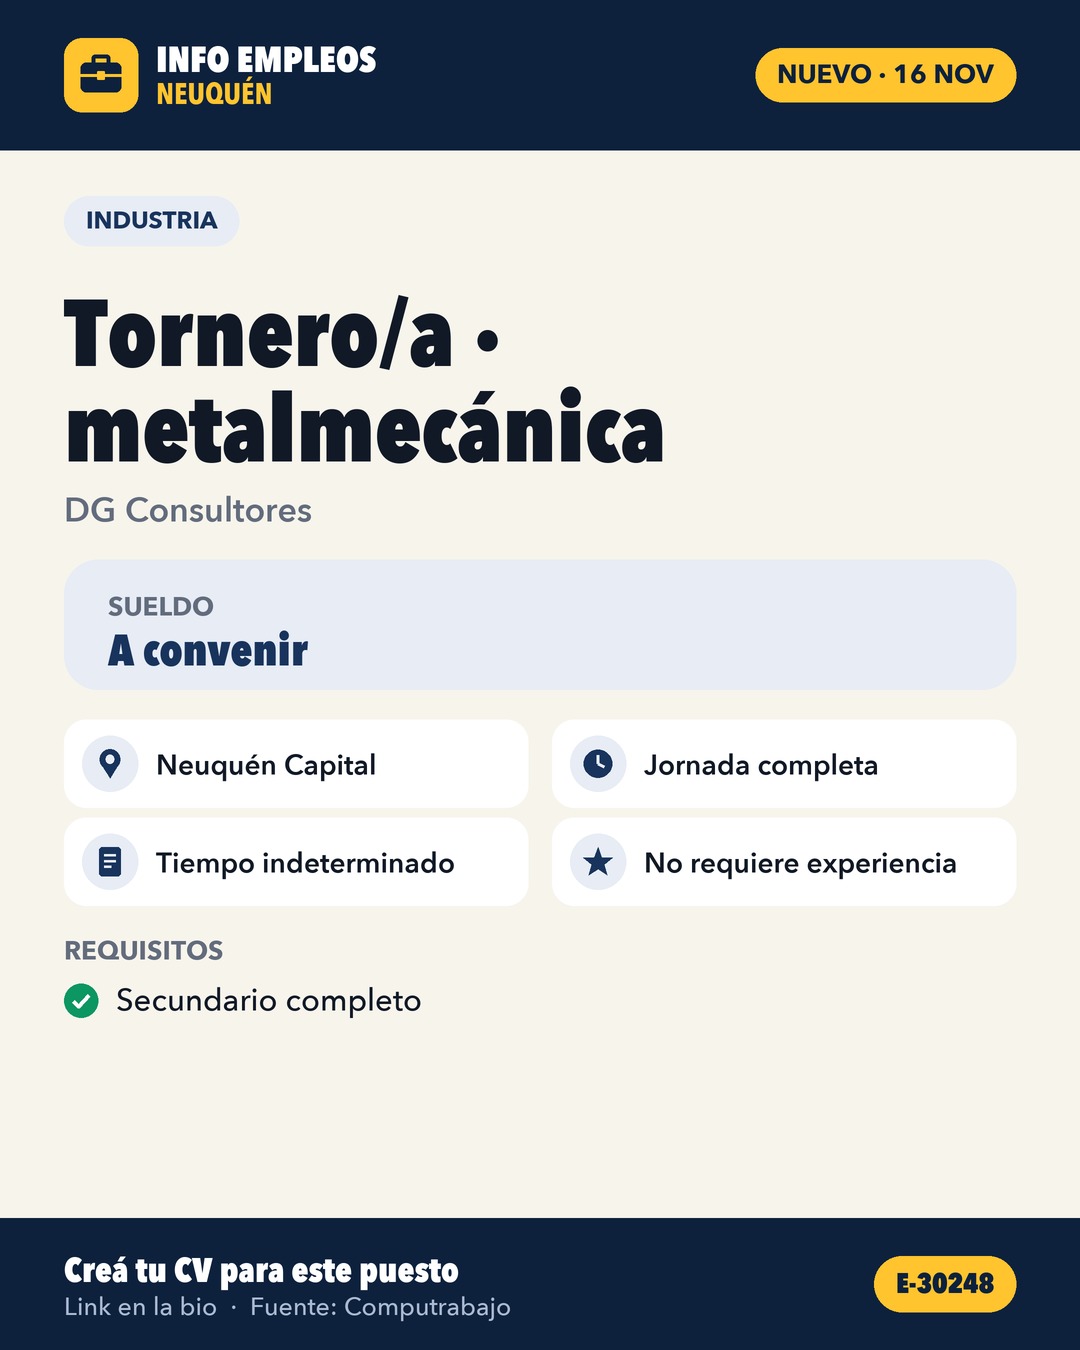 INFO EMPLEOS
NEUQUÉN
NUEVO · 16 NOV
INDUSTRIA
Tornero/a ·
metalmecánica
DG Consultores
SUELDO
A convenir
Neuquén Capital
Jornada completa
Tiempo indeterminado
No requiere experiencia
REQUISITOS
Secundario completo
Creá tu CV para este puesto
Link en la bio · Fuente: Computrabajo
E-30248